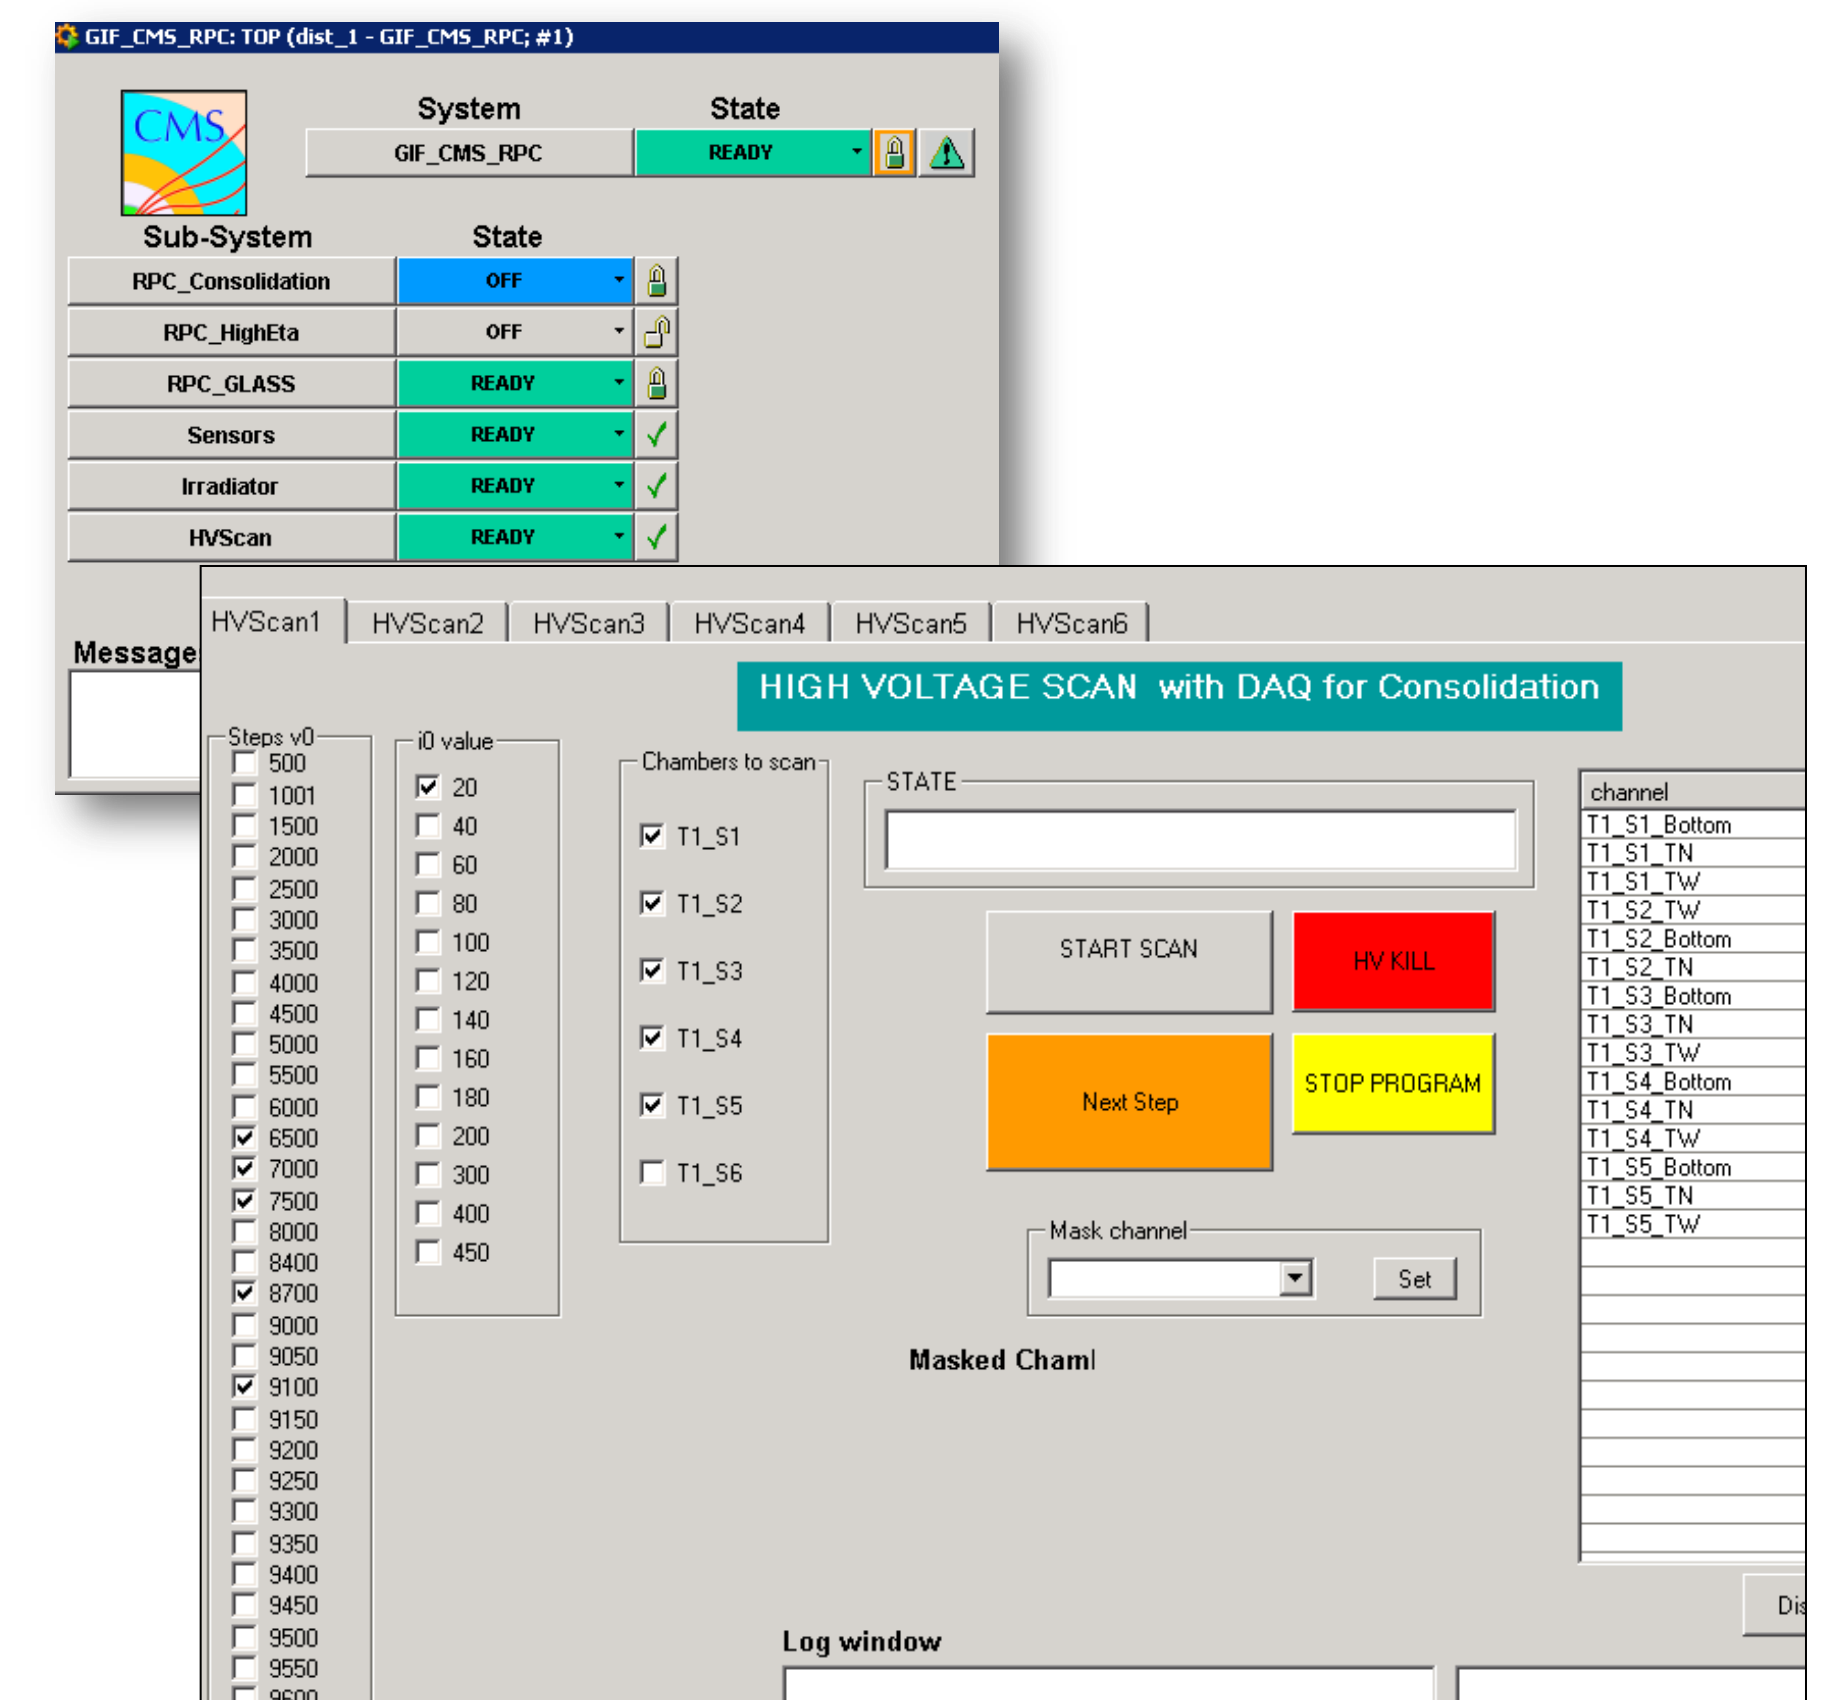 GIF_CMS_RPC: TOP (dist_1 - GIF_CMS_RPC; #1)
CMS
System State
GIF_CMS_RPC READY
Sub-System State
RPC_Consolidation OFF
RPC_HighEta OFF
RPC_GLASS READY
Sensors READY
Irradiator READY
HVScan READY
Message
HVScan1 HVScan2 HVScan3 HVScan4 HVScan5 HVScan6
HIGH VOLTAGE SCAN with DAQ for Consolidation
Steps v0
500
1001
1500
2000
2500
3000
3500
4000
4500
5000
5500
6000
6500
7000
7500
8000
8400
8700
9000
9050
9100
9150
9200
9250
9300
9350
9400
9450
9500
9550
9600
i0 value
20
40
60
80
100
120
140
160
180
200
300
400
450
Chambers to scan
T1_S1
T1_S2
T1_S3
T1_S4
T1_S5
T1_S6
STATE
START SCAN
HV KILL
Next Step
STOP PROGRAM
Mask channel
Set
Masked Cham
channel
T1_S1_Bottom
T1_S1_TN
T1_S1_TW
T1_S2_TW
T1_S2_Bottom
T1_S2_TN
T1_S3_Bottom
T1_S3_TN
T1_S3_TW
T1_S4_Bottom
T1_S4_TN
T1_S4_TW
T1_S5_Bottom
T1_S5_TN
T1_S5_TW
Dis
Log window